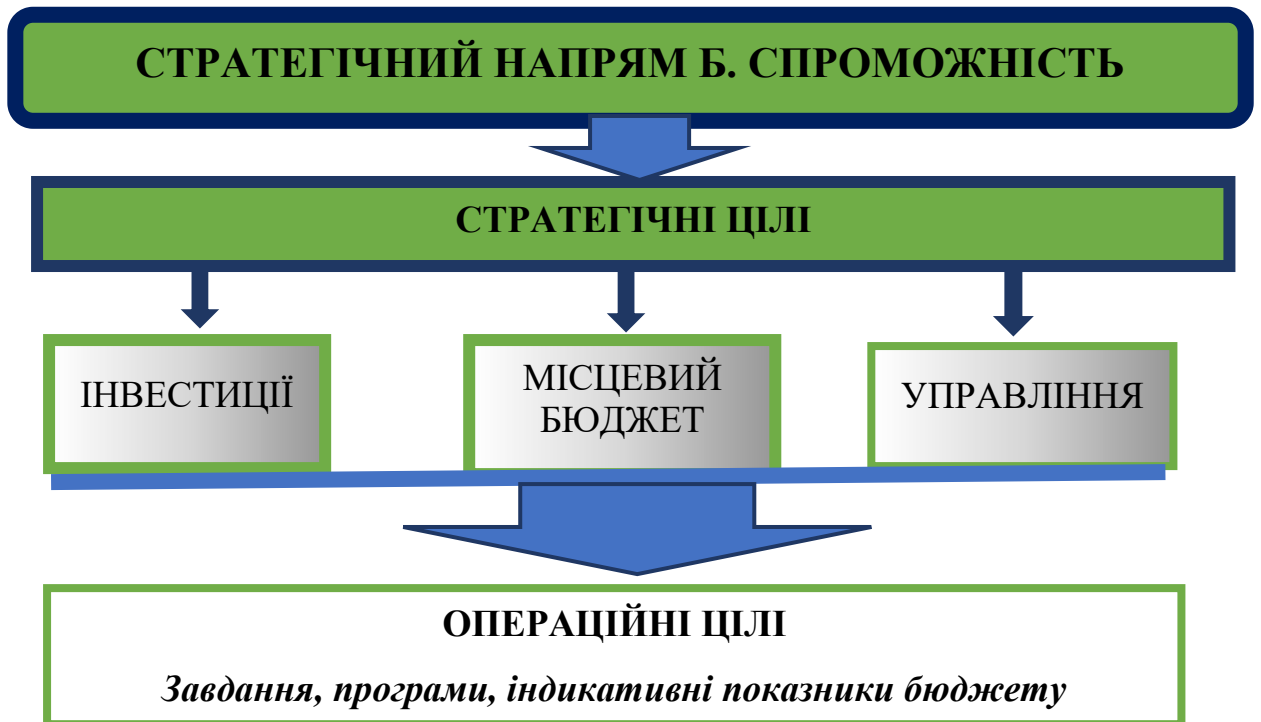 СТРАТЕГІЧНИЙ НАПРЯМ Б. СПРОМОЖНІСТЬ
СТРАТЕГІЧНІ ЦІЛІ
ІНВЕСТИЦІЇ
МІСЦЕВИЙ
БЮДЖЕТ
УПРАВЛІННЯ
ОПЕРАЦІЙНІ ЦІЛІ
Завдання, програми, індикативні показники бюджету